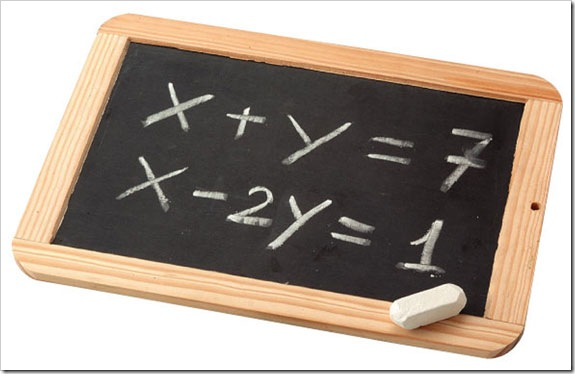 X + Y = 7
X - 2Y = 1